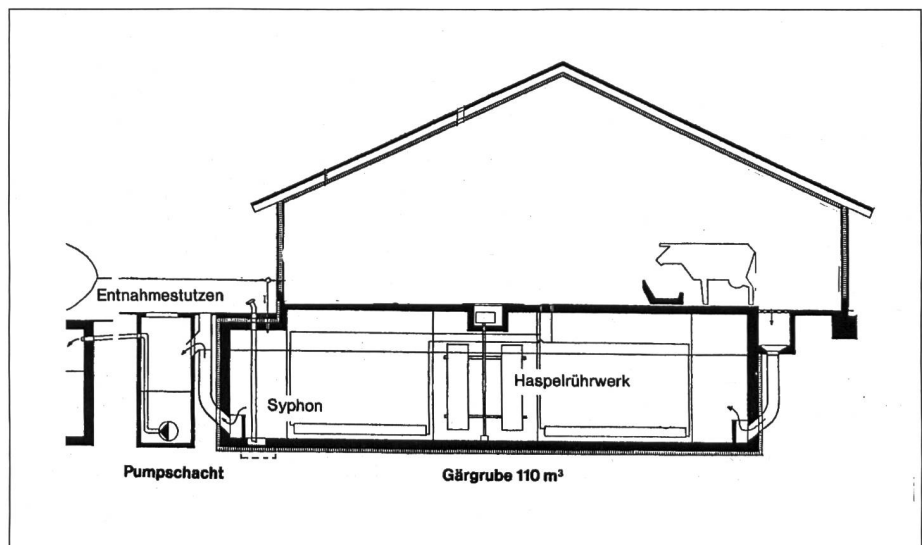 Entnahmestutzen
Syphon
Haspelrührwerk
Pumpschacht
Gärgrube 110 m³